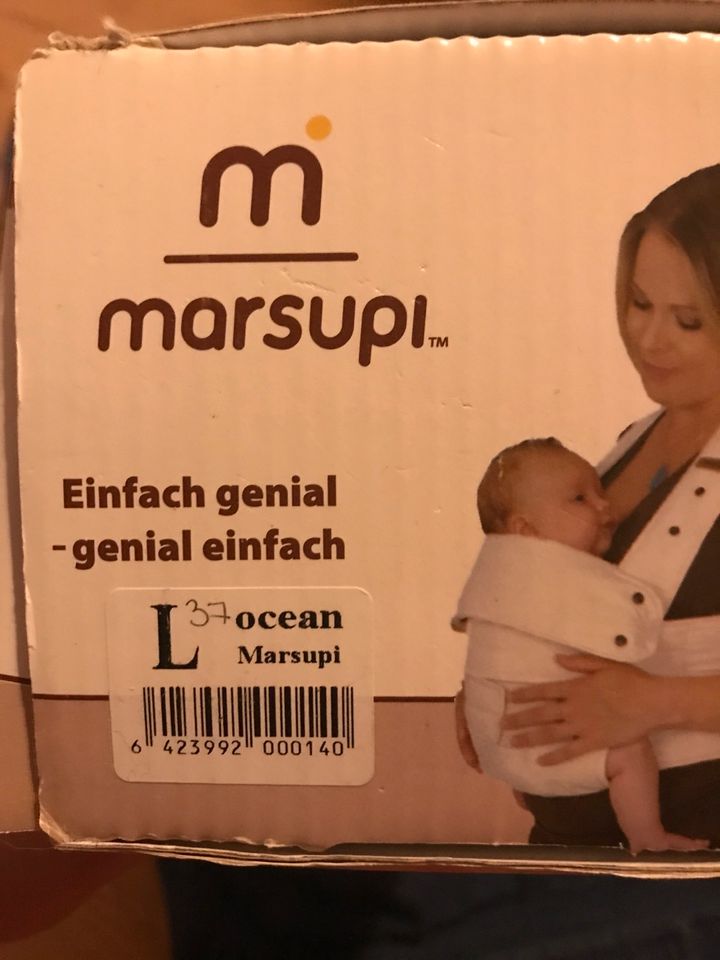 m
marsupi™
Einfach genial
-genial einfach
L 37 ocean
Marsupi
6 423992 000140